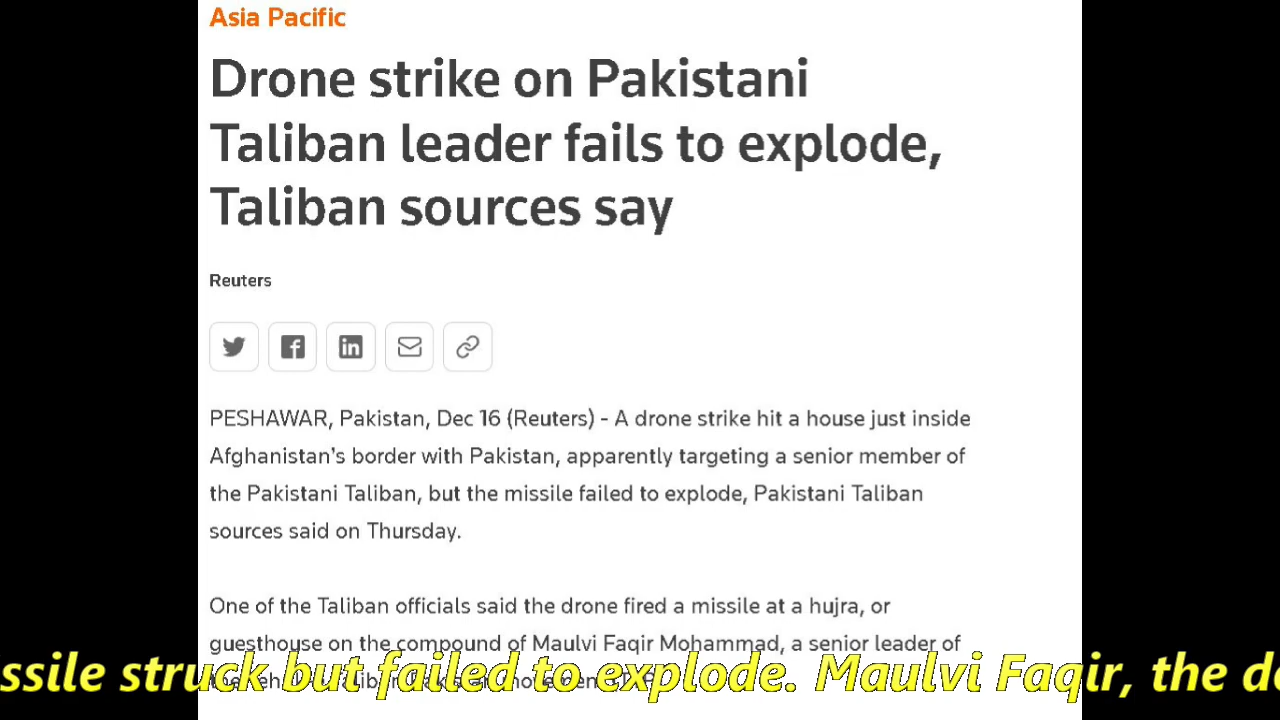 Asia Pacific
Drone strike on Pakistani
Taliban leader fails to explode,
Taliban sources say
Reuters
PESHAWAR, Pakistan, Dec 16 (Reuters) - A drone strike hit a house just inside
Afghanistan's border with Pakistan, apparently targeting a senior member of
the Pakistani Taliban, but the missile failed to explode, Pakistani Taliban
sources said on Thursday.
One of the Taliban officials said the drone fired a missile at a hujra, or
guesthouse on the compound of Maulvi Faqir Mohammad, a senior leader of
ssile struck but failed to explode. Maulvi Faqir, the